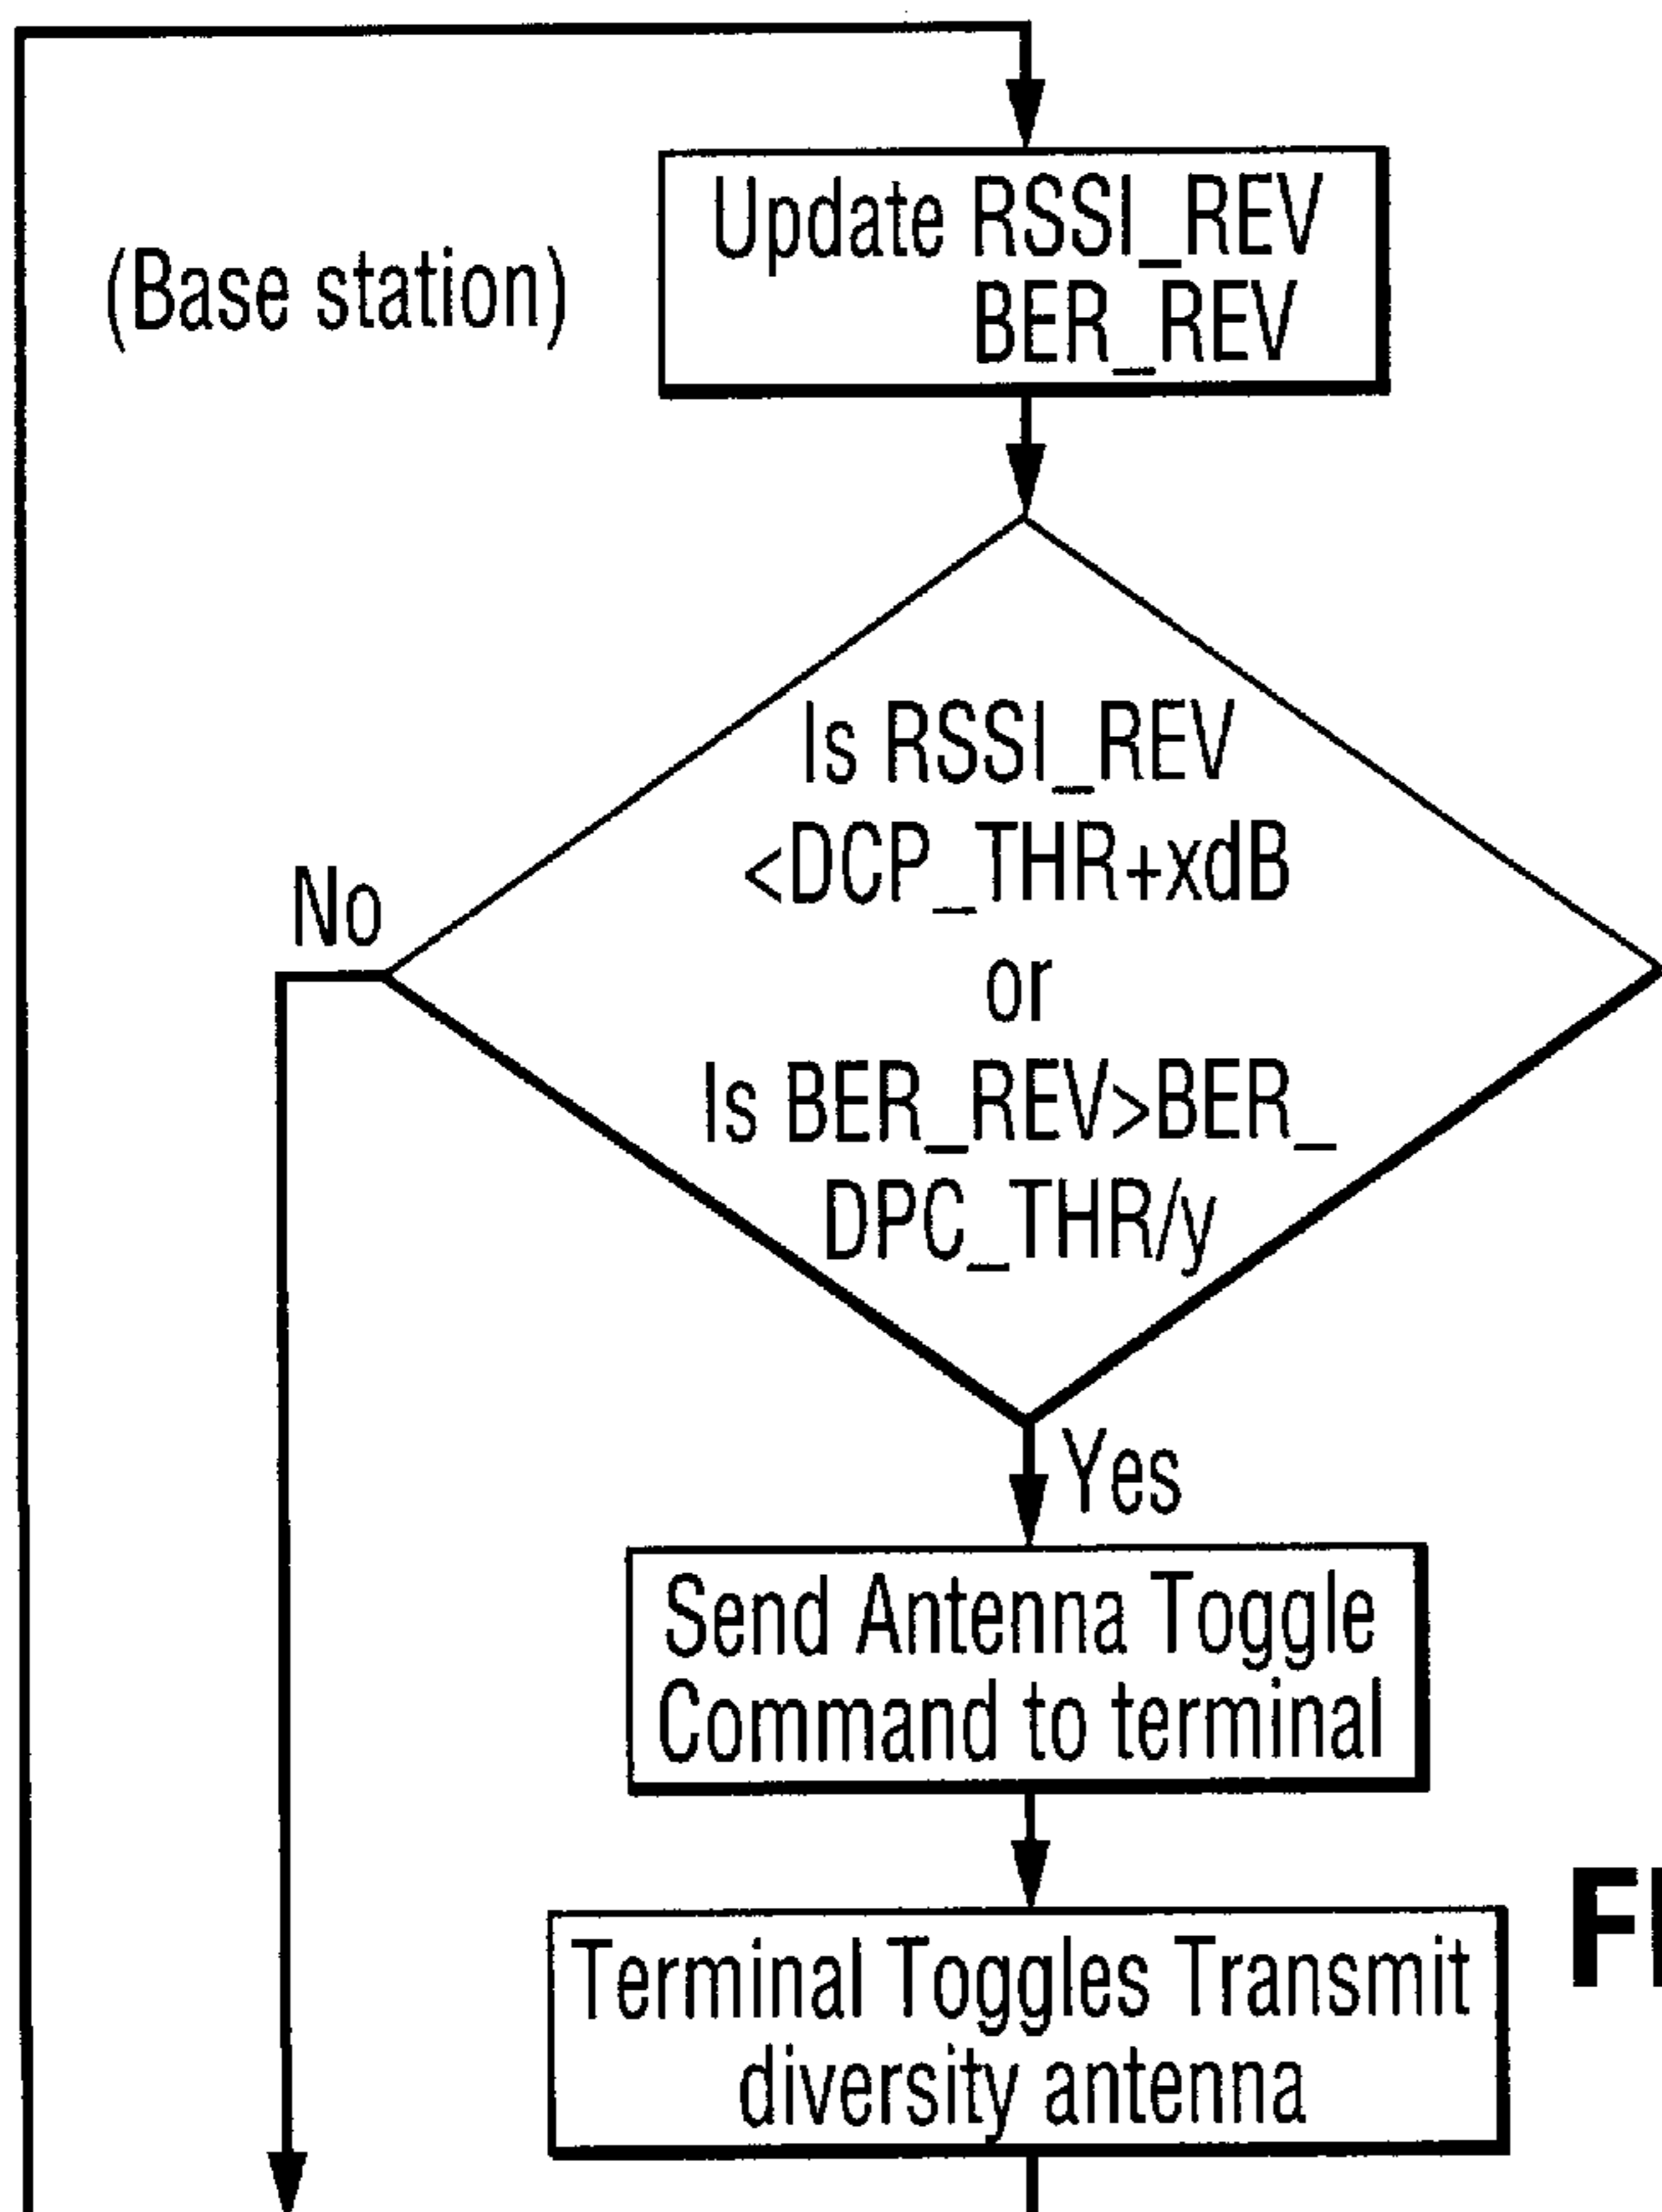 Update RSSI_REV
BER_REV
(Base station)
Is RSSI_REV
<DCP_THR+xdB
or
Is BER_REV>BER_
DPC_THR/y
No
Yes
Send Antenna Toggle
Command to terminal
Terminal Toggles Transmit
diversity antenna